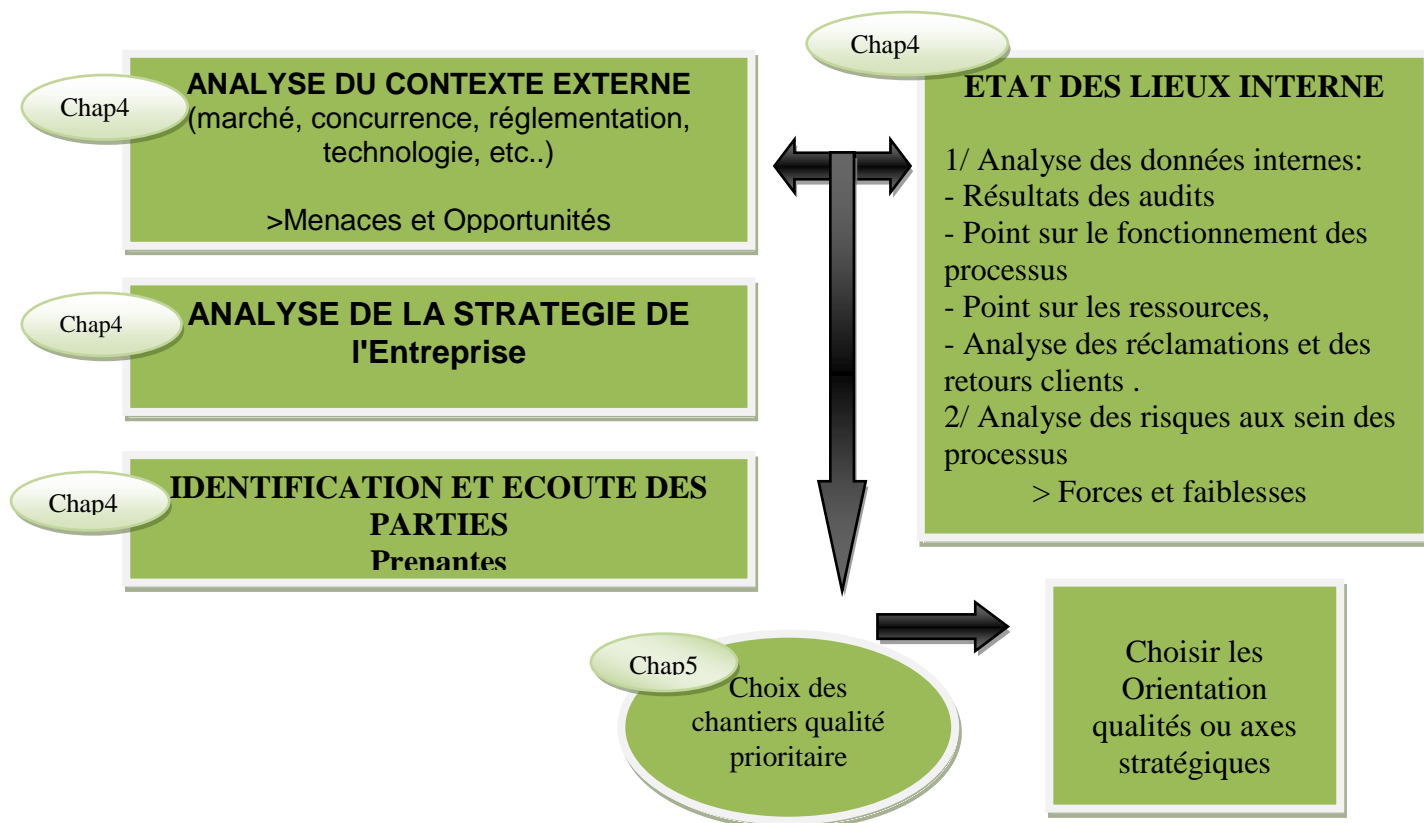 Chap4
ANALYSE DU CONTEXTE EXTERNE
(marché, concurrence, réglementation,
technologie, etc..)
>Menaces et Opportunités
Chap4
ANALYSE DE LA STRATEGIE DE
l'Entreprise
Chap4
IDENTIFICATION ET ECOUTE DES
PARTIES
Prenantes
Chap4
ETAT DES LIEUX INTERNE
1/ Analyse des données internes:
- Résultats des audits
- Point sur le fonctionnement des
processus
- Point sur les ressources,
- Analyse des réclamations et des
retours clients .
2/ Analyse des risques aux sein des
processus
> Forces et faiblesses
Chap5
Choix des
chantiers qualité
prioritaire
Choisir les
Orientation
qualités ou axes
stratégiques